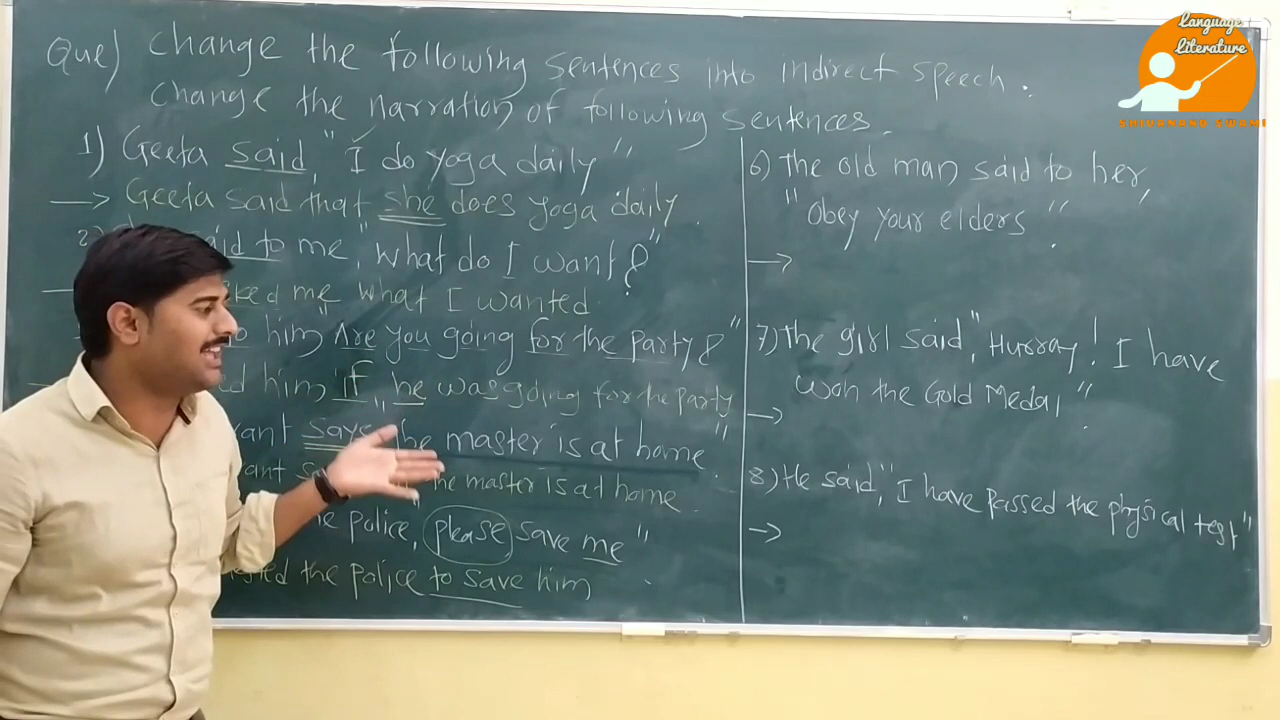 Que) Change the following sentences into indirect speech.
Change the narration of following sentences.
1) Geeta said, "I do yoga daily"
→ Geeta said that she does yoga daily.
2) said to me, "What do I want?"
me what I wanted.
him "Are you going for the party?"
him if he was going for the party
says "The master is at home".
the master is at home.
the police, "please save me".
the police to save him
6) The old man said to her,
"Obey your elders".
→
7) The girl said, "Hurray! I have
won the Gold Medal".
→
8) He said, "I have passed the physical test"
→
Language
Literature
SHIVANAND SWAMI